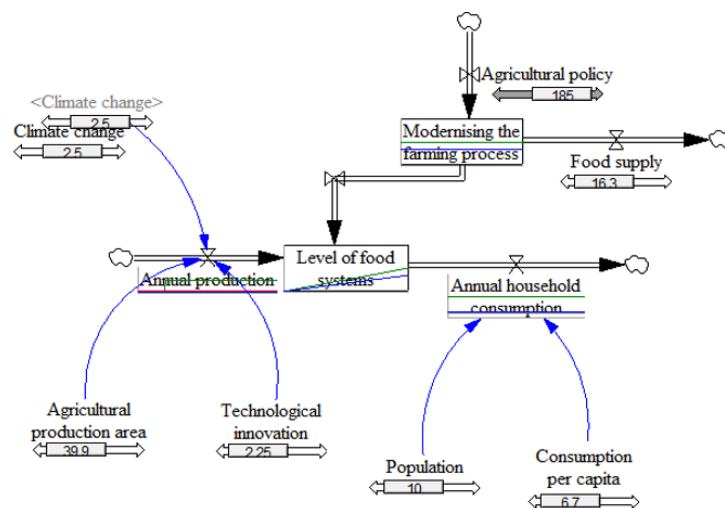 Agricultural policy
185
<Climate change>
2.5
Climate change
2.5
Modernising the
farming process
Food supply
16.3
Level of food
systems
Annual production
Annual household
consumption
Agricultural
production area
39.9
Technological
innovation
2.25
Population
10
Consumption
per capita
6.7